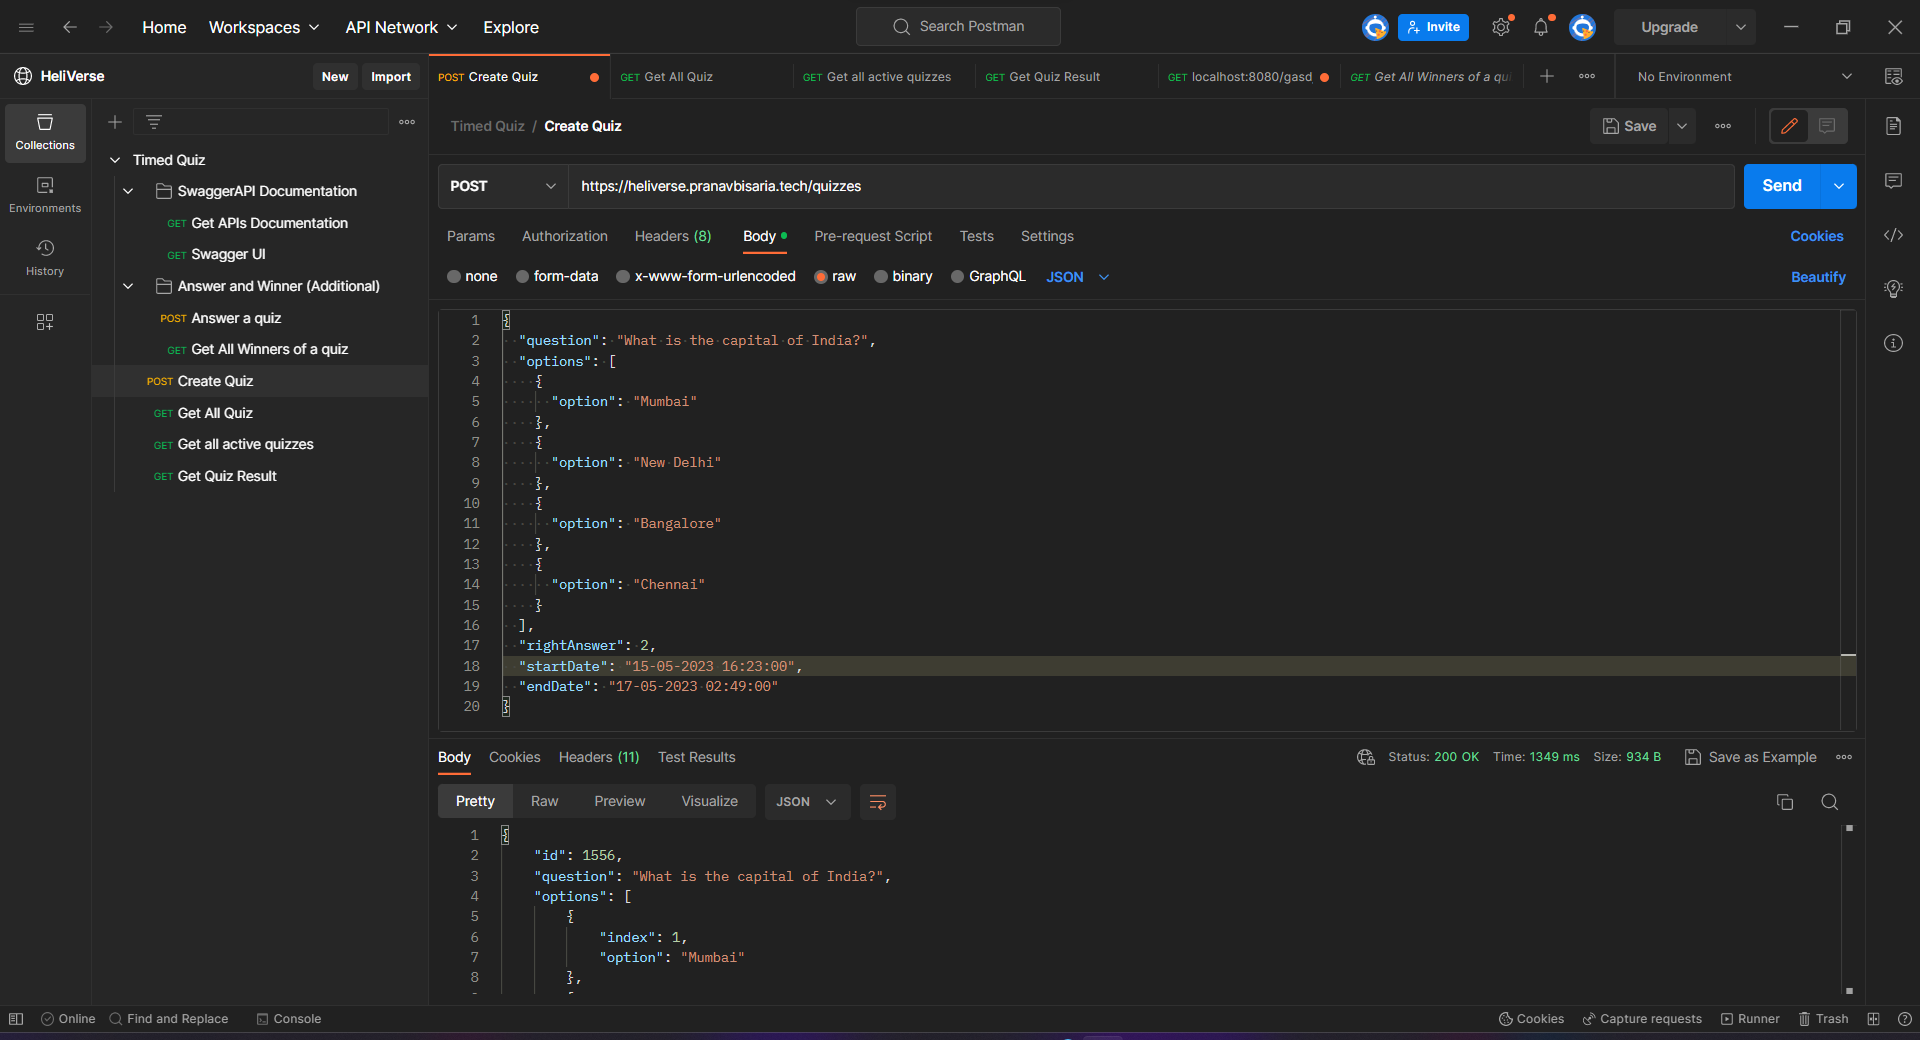 Home
Workspaces
API Network
Explore
Search Postman
Invite
Upgrade
HeliVerse
New
Import
POST Create Quiz
GET Get All Quiz
GET Get all active quizzes
GET Get Quiz Result
GET localhost:8080/gasd
GET Get All Winners of a qui
No Environment
Collections
Environments
History
Timed Quiz
SwaggerAPI Documentation
GET Get APIs Documentation
GET Swagger UI
Answer and Winner (Additional)
POST Answer a quiz
GET Get All Winners of a quiz
POST Create Quiz
GET Get All Quiz
GET Get all active quizzes
GET Get Quiz Result
Timed Quiz / Create Quiz
Save
POST
https://heliverse.pranavbisaria.tech/quizzes
Send
Params
Authorization
Headers (8)
Body
Pre-request Script
Tests
Settings
Cookies
none
form-data
x-www-form-urlencoded
raw
binary
GraphQL
JSON
Beautify
1 {
2 "question": "What is the capital of India?",
3 "options": [
4 {
5 "option": "Mumbai"
6 },
7 {
8 "option": "New Delhi"
9 },
10 {
11 "option": "Bangalore"
12 },
13 {
14 "option": "Chennai"
15 }
16 ],
17 "rightAnswer": 2,
18 "startDate": "15-05-2023 16:23:00",
19 "endDate": "17-05-2023 02:49:00"
20 }
Body
Cookies
Headers (11)
Test Results
Status: 200 OK
Time: 1349 ms
Size: 934 B
Save as Example
Pretty
Raw
Preview
Visualize
JSON
1 {
2 "id": 1556,
3 "question": "What is the capital of India?",
4 "options": [
5 {
6 "index": 1,
7 "option": "Mumbai"
8 },
Online
Find and Replace
Console
Cookies
Capture requests
Runner
Trash